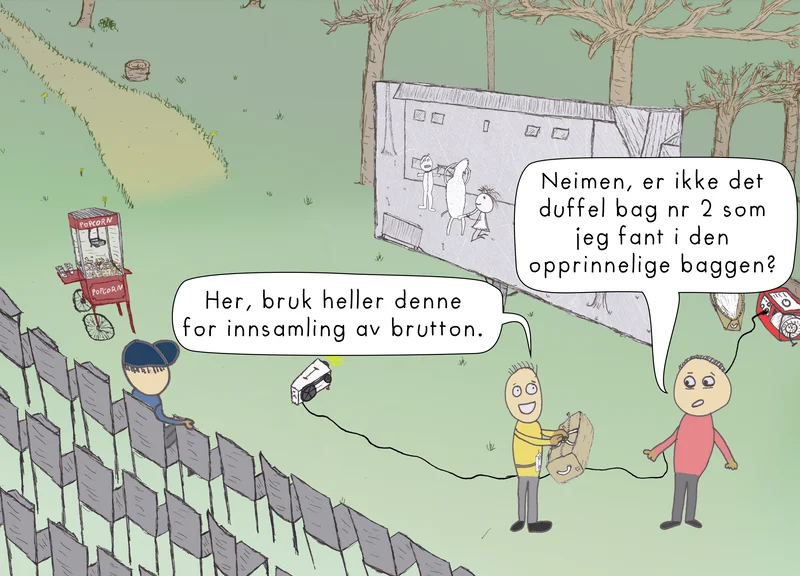 Neimen, er ikke det
duffel bag nr 2 som
jeg fant i den
opprinnelige baggen?
POPCORN
POPCORN
Her, bruk heller denne
for innsamling av brutton.